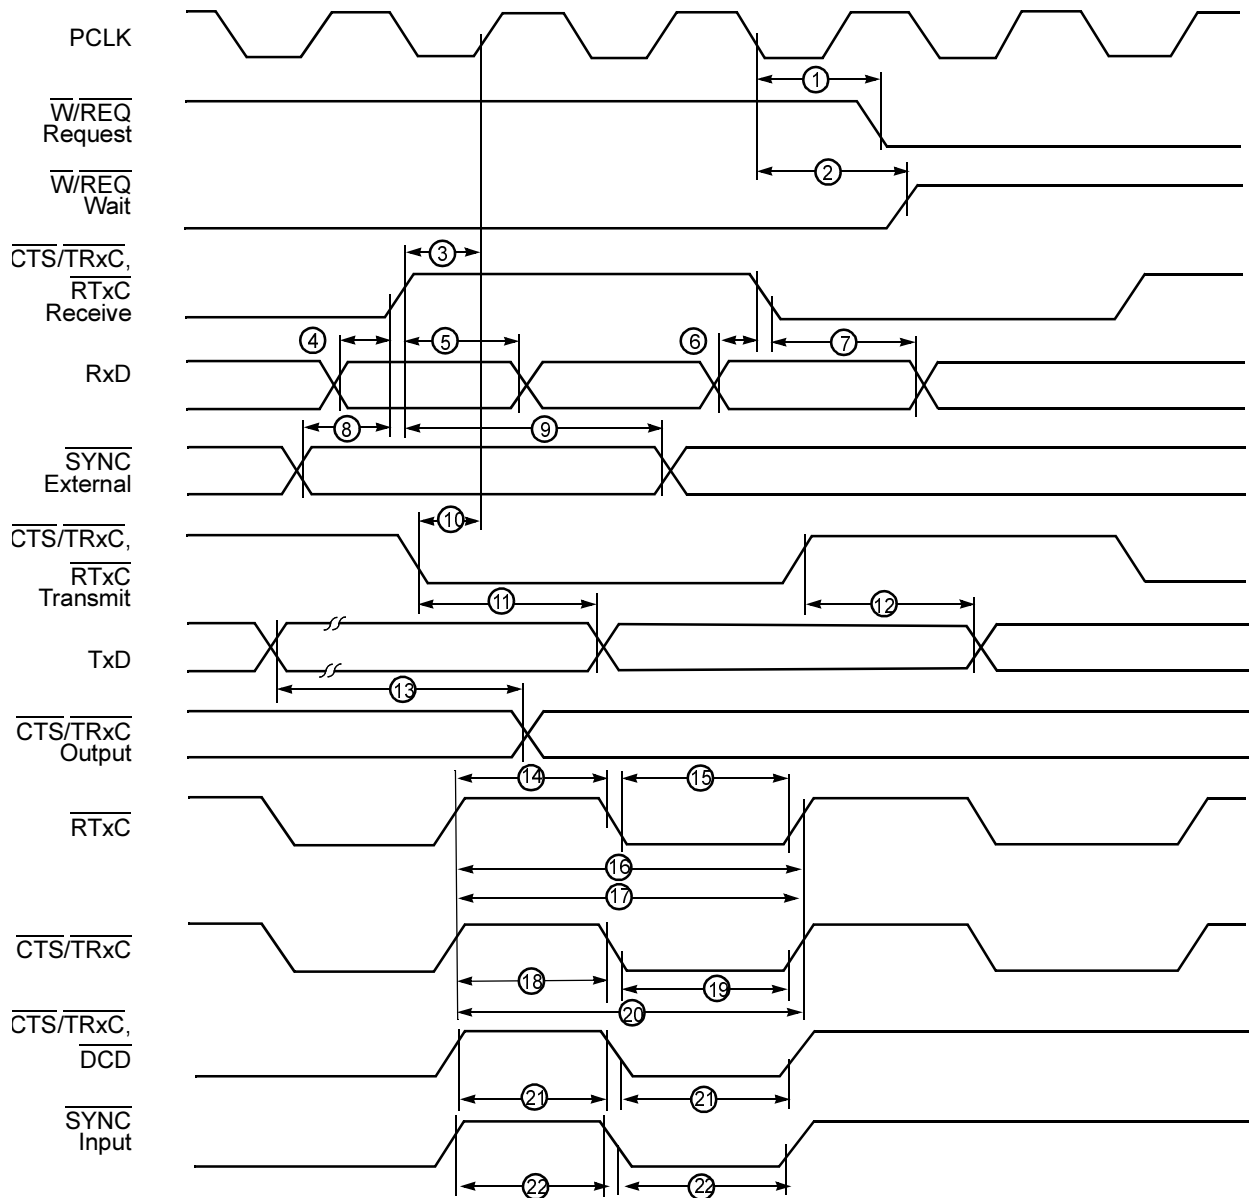 PCLK
1
W/REQ
Request
2
W/REQ
Wait
3
CTS/TRxC,
RTxC
Receive
4
5
6
7
RxD
8
9
SYNC
External
10
CTS/TRxC,
RTxC
Transmit
11
12
TxD
13
CTS/TRxC
Output
14
15
RTxC
16
17
CTS/TRxC
18
19
20
CTS/TRxC,
DCD
21
21
SYNC
Input
22
22